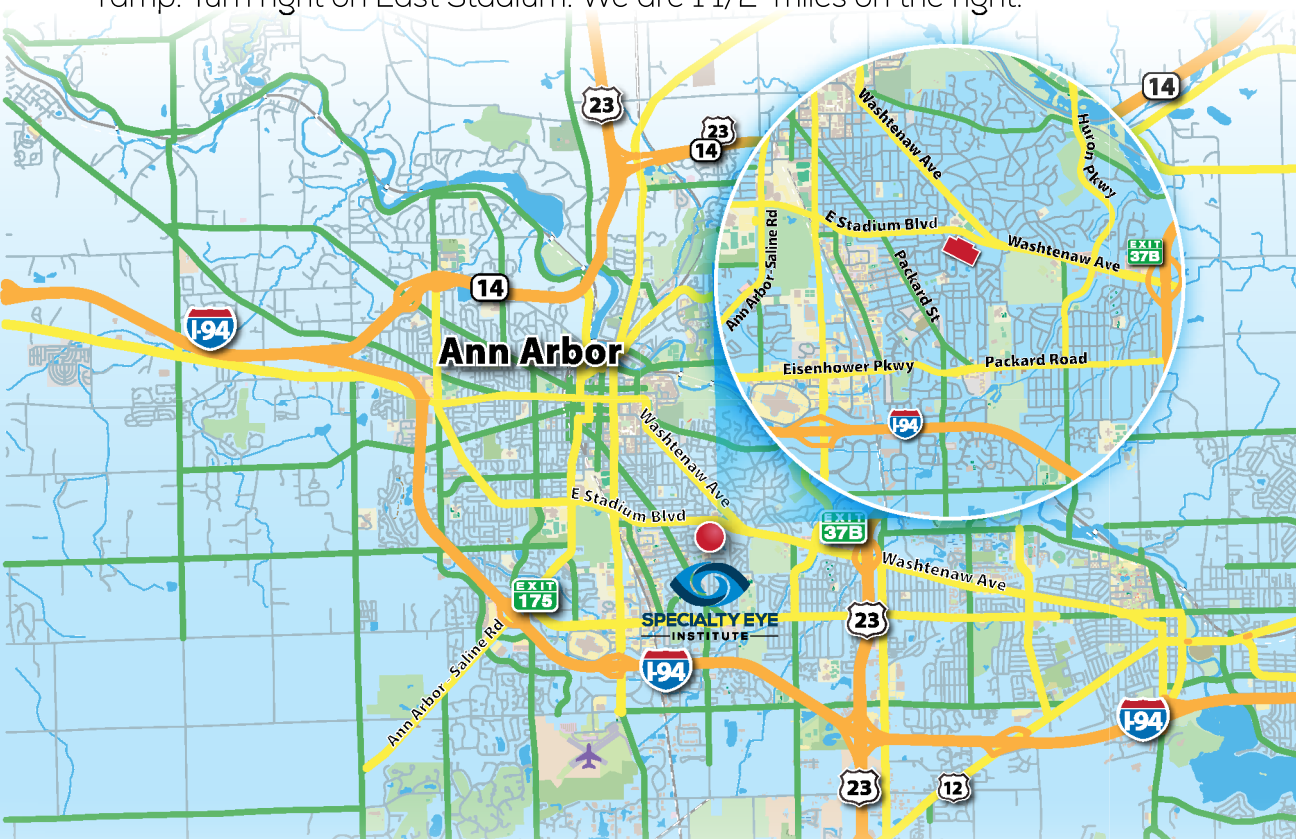 ramp. Turn right on East Stadium. We are 1 1/2 miles on the right.
14
23
23
14
Washtenaw Ave
Huron Pkwy
E Stadium Blvd
Ann Arbor-Saline Rd
Packard St
Washtenaw Ave
EXIT
37B
14
I-94
Ann Arbor
Eisenhower Pkwy
Packard Road
I-94
Washtenaw Ave
E Stadium Blvd
EXIT
37B
Washtenaw Ave
EXIT
175
SPECIALTY EYE
INSTITUTE
23
Ann Arbor - Saline Rd
I-94
I-94
23
12